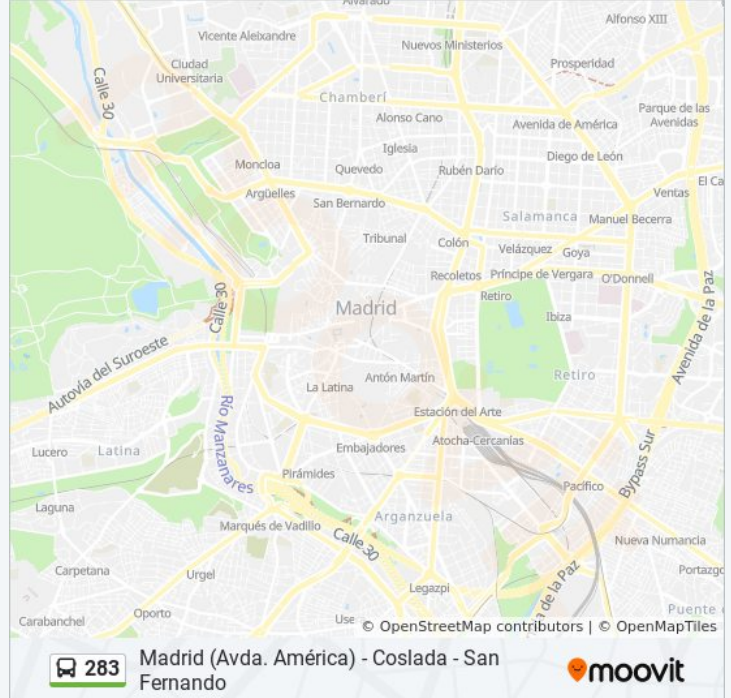 Alvarado
Alfonso XIII
Vicente Aleixandre
Nuevos Ministerios
Ciudad
Universitaria
Prosperidad
Calle 30
Chamberí
Parque de las
Avenidas
Alonso Cano
Avenida de América
Iglesia
Diego de León
Moncloa
Quevedo
Rubén Darío
El Ca
Argüelles
Ventas
San Bernardo
Salamanca
Manuel Becerra
Tribunal
Colón
Velázquez
Goya
Recoletos
Príncipe de Vergara
O'Donnell
Calle 30
Retiro
Madrid
Ibiza
Avenida de la Paz
Autovía del Suroeste
Antón Martín
Retiro
La Latina
Estación del Arte
Río Manzanares
Atocha-Cercanías
Lucero
Latina
Embajadores
Bypass Sur
Pirámides
Pacífico
Laguna
Arganzuela
Marqués de Vadillo
Calle 30
Nueva Numancia
Carpetana
Urgel
Portazgo
Legazpi
a de la Paz
Oporto
Puente
Carabanchel
Use
© OpenStreetMap contributors | © OpenMapTiles
283
Madrid (Avda. América) - Coslada - San
Fernando
moovit